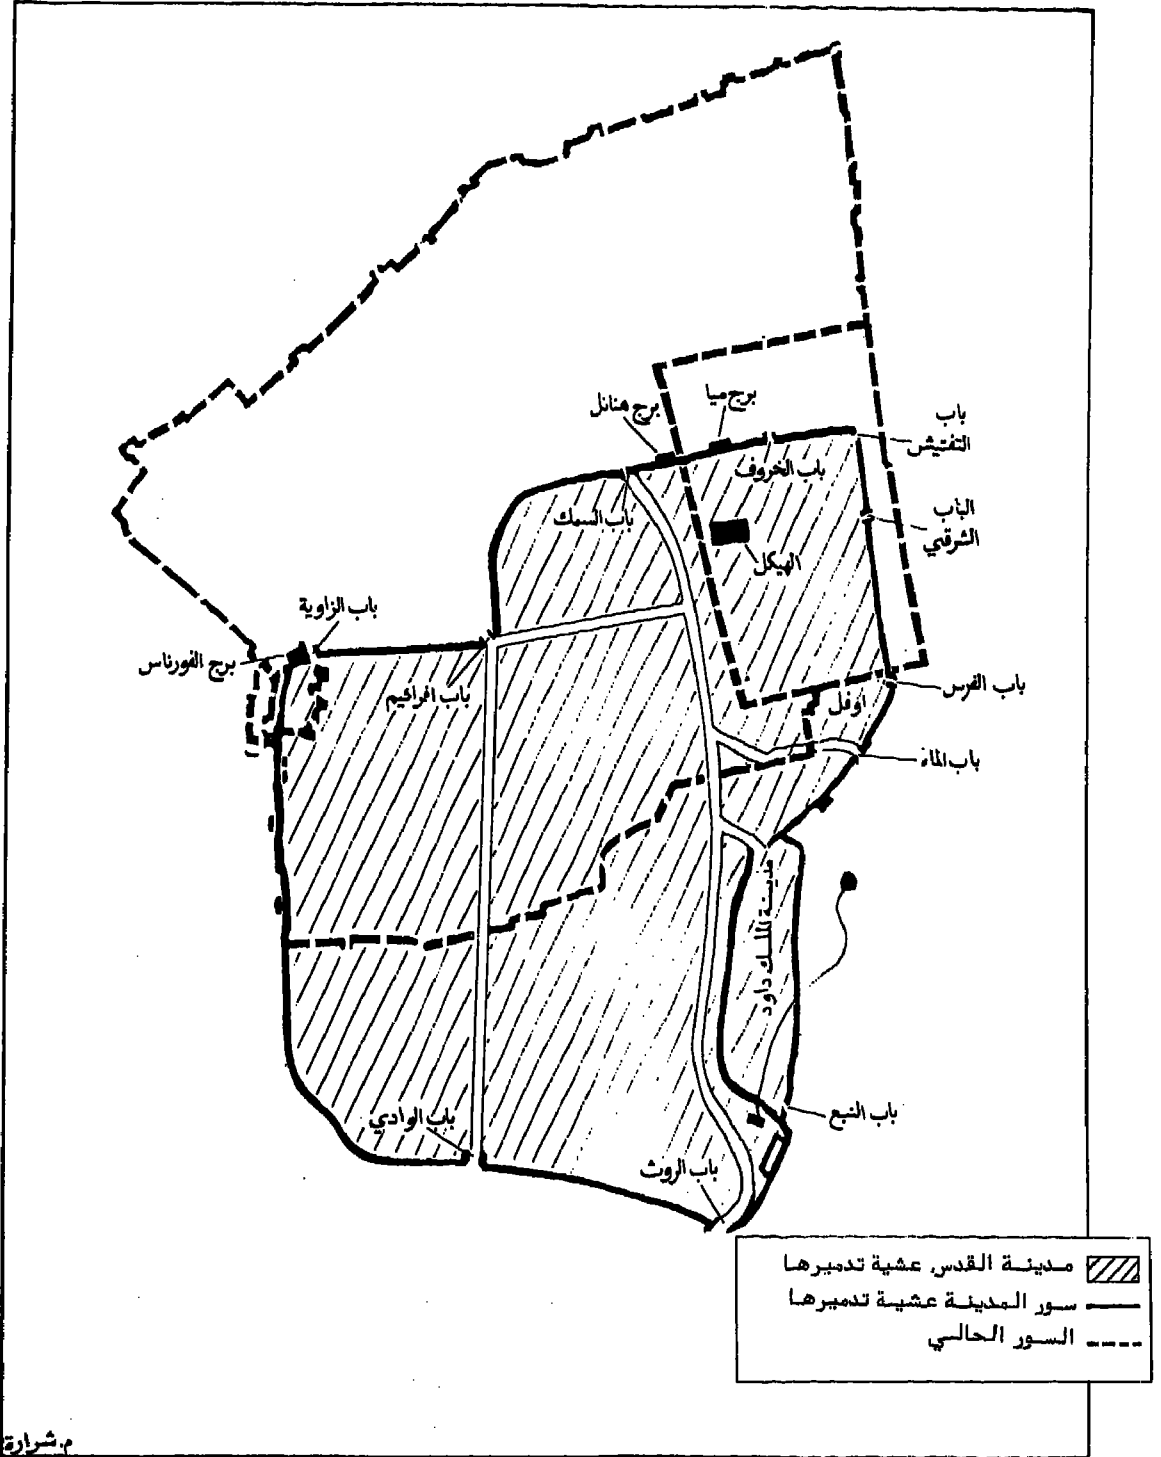 برج ميا
برج هنانل
باب
التفتيش
باب الخروف
الباب
الشرقي
باب السمك
الهيكل
باب الزاوية
برج الفورناس
باب افرائيم
باب الفرس
اوفل
باب الماء
مدينة الملك داود
باب النبع
باب الوادي
باب الروث
مدينة القدس عشية تدميرها
سور المدينة عشية تدميرها
السور الحالي
م. شرارة